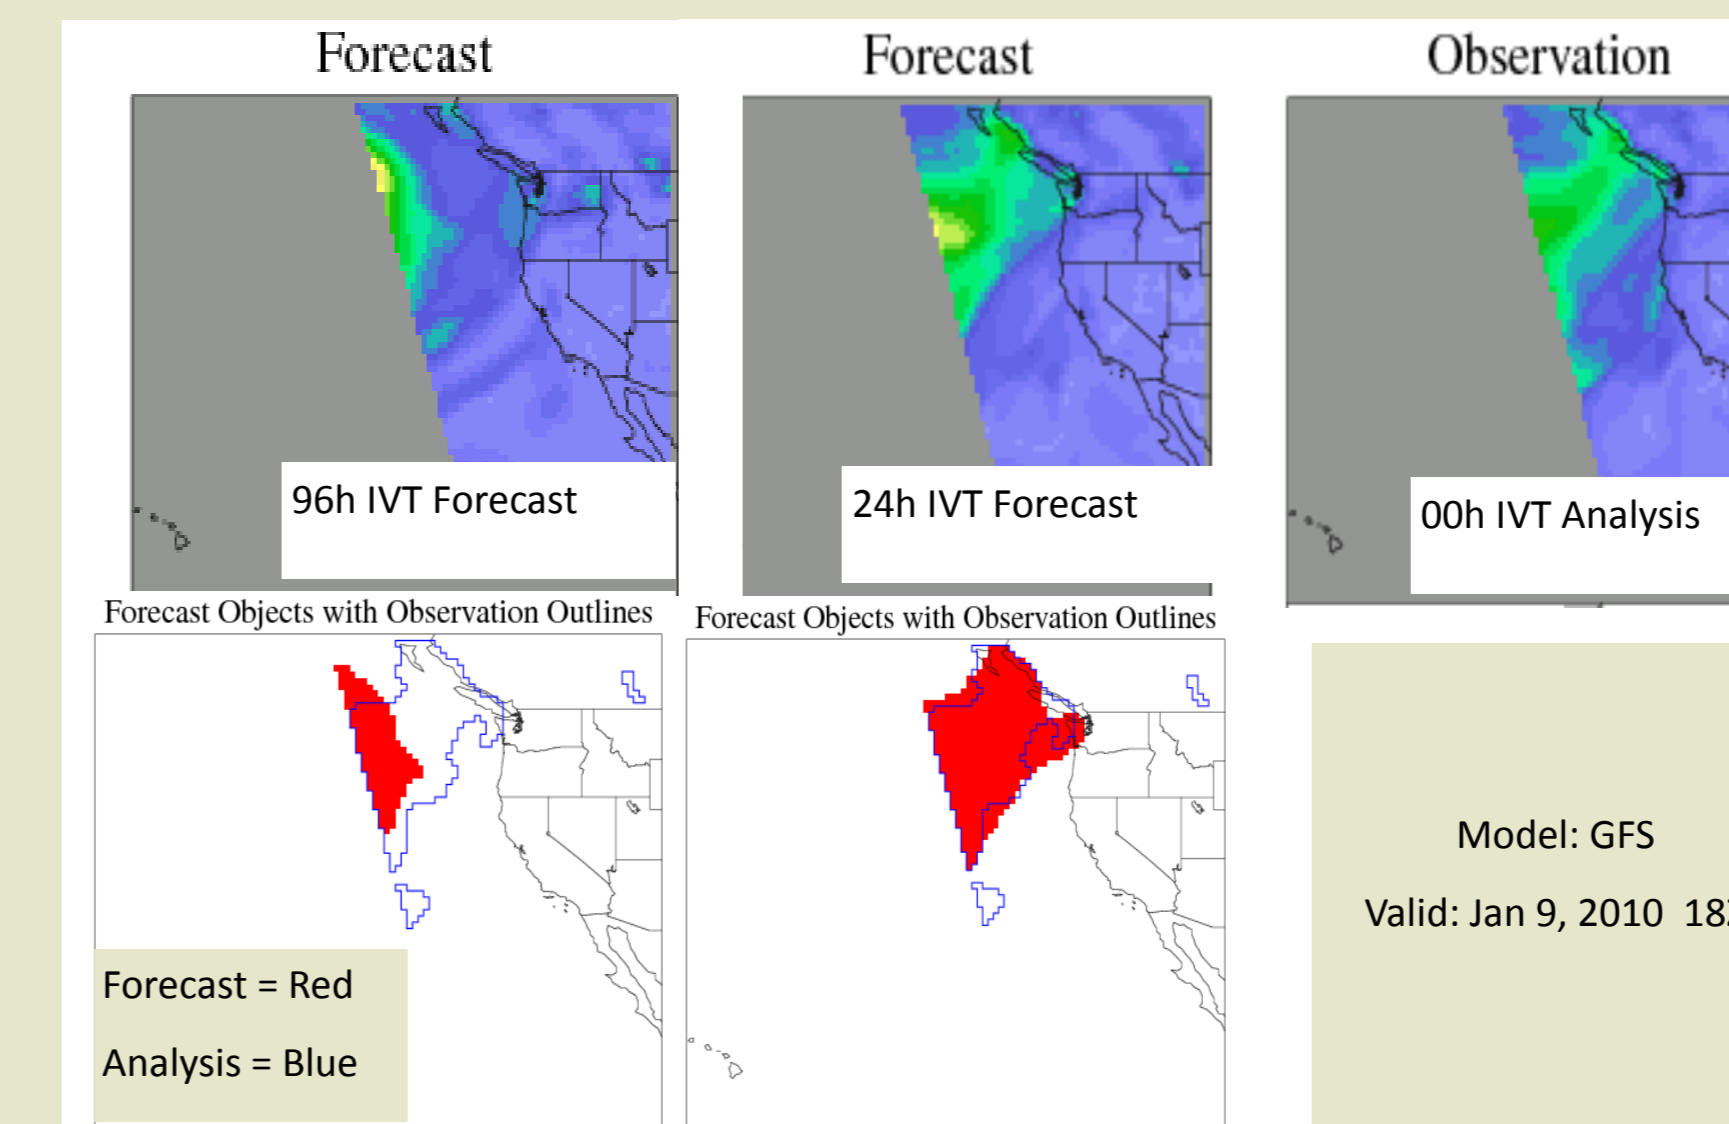 Forecast
Forecast
Observation
96h IVT Forecast
24h IVT Forecast
00h IVT Analysis
Forecast Objects with Observation Outlines
Forecast Objects with Observation Outlines
Forecast = Red
Analysis = Blue
Model: GFS
Valid: Jan 9, 2010 18